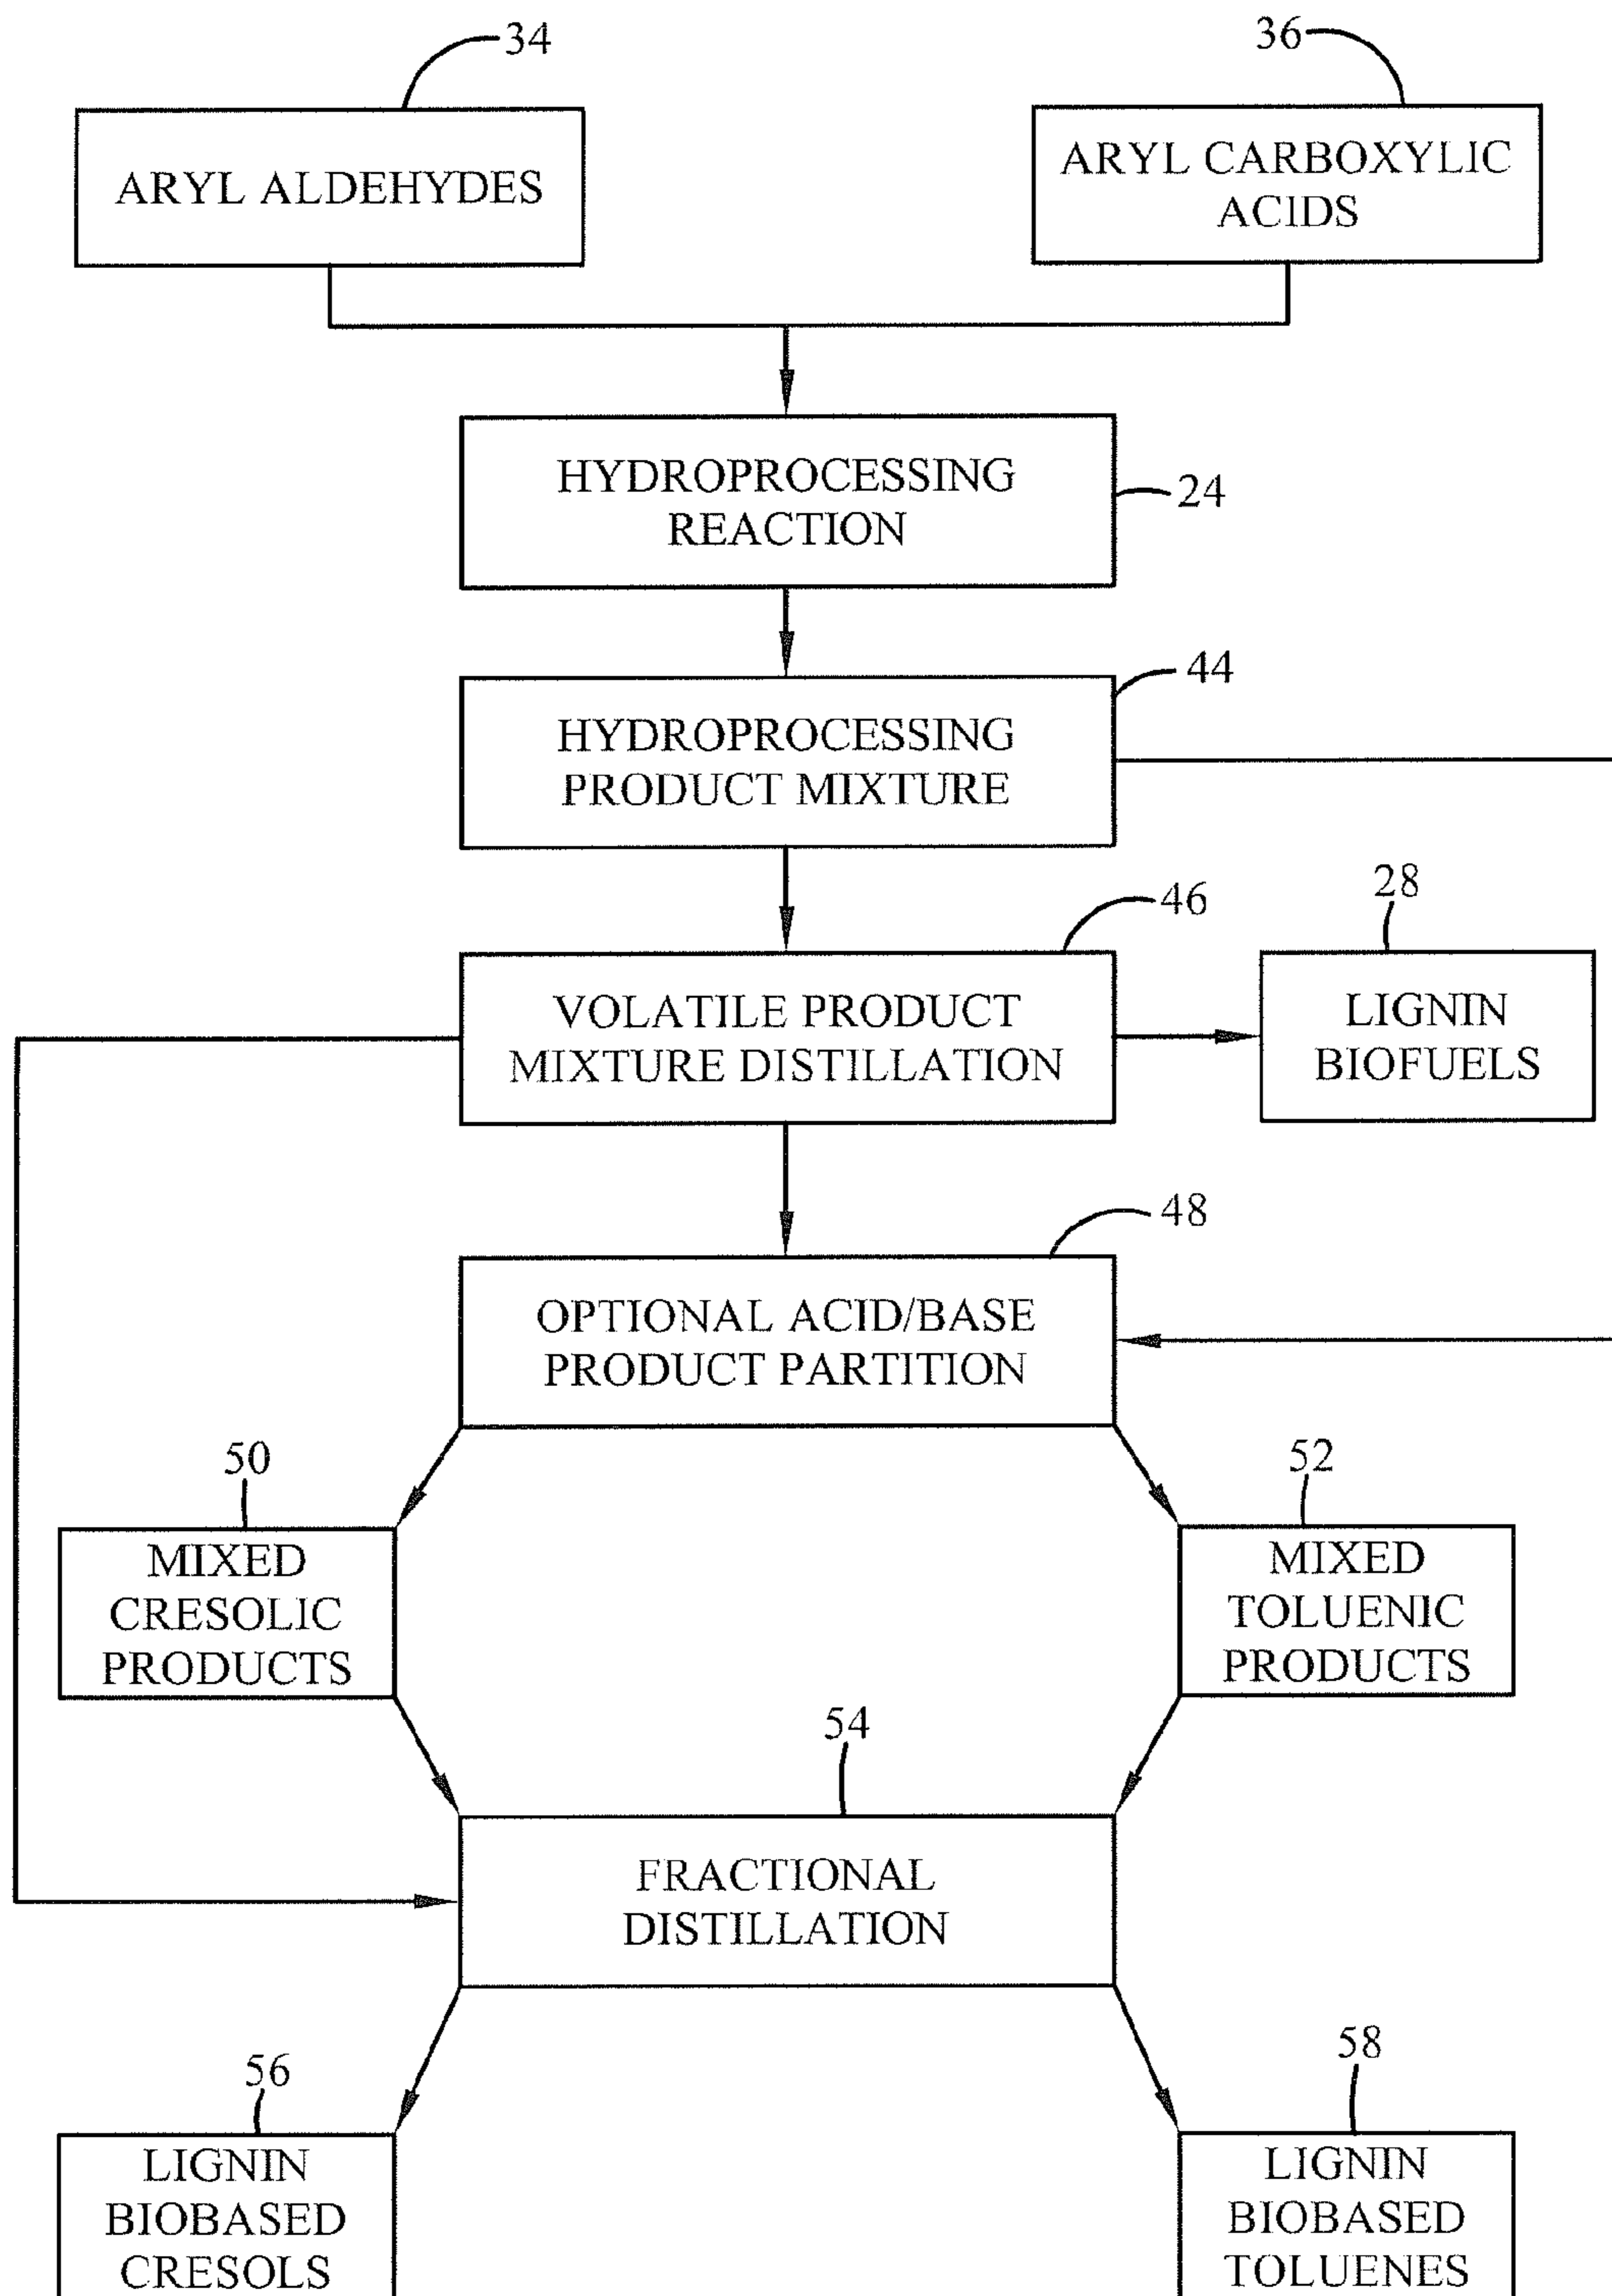 34
36
ARYL ALDEHYDES
ARYL CARBOXYLIC
ACIDS
HYDROPROCESSING
REACTION
24
44
HYDROPROCESSING
PRODUCT MIXTURE
46
28
VOLATILE PRODUCT
MIXTURE DISTILLATION
LIGNIN
BIOFUELS
48
OPTIONAL ACID/BASE
PRODUCT PARTITION
50
52
MIXED
CRESOLIC
PRODUCTS
MIXED
TOLUENIC
PRODUCTS
54
FRACTIONAL
DISTILLATION
56
58
LIGNIN
BIOBASED
CRESOLS
LIGNIN
BIOBASED
TOLUENES